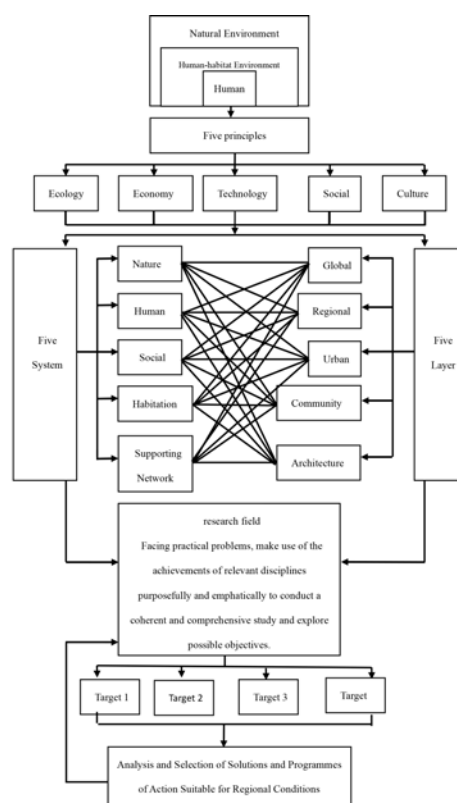 Natural Environment
Human-habitat Environment
Human
Five principles
Ecology
Economy
Technology
Social
Culture
Five
System
Nature
Human
Social
Habitation
Supporting
Network
Global
Regional
Urban
Community
Architecture
Five
Layer
research field
Facing practical problems, make use of the
achievements of relevant disciplines
purposefully and emphatically to conduct a
coherent and comprehensive study and explore
possible objectives.
Target 1
Target 2
Target 3
Target
Analysis and Selection of Solutions and Programmes
of Action Suitable for Regional Conditions